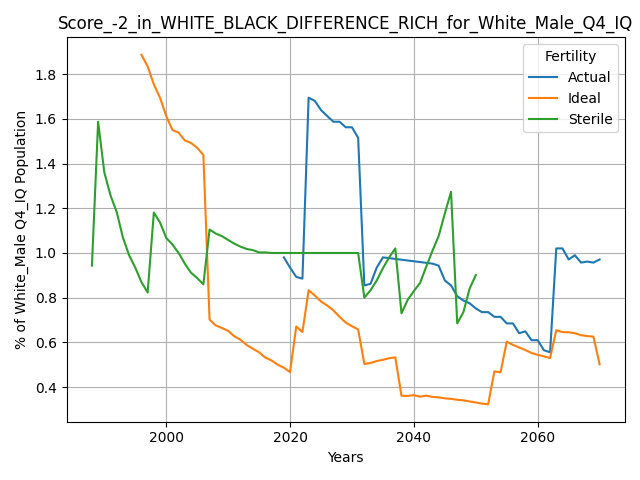 Score_-2_in_WHITE_BLACK_DIFFERENCE_RICH_for_White_Male_Q4_IQ
Fertility
Actual
Ideal
Sterile
% of White_Male Q4_IQ Population
1.8
1.6
1.4
1.2
1.0
0.8
0.6
0.4
2000
2020
2040
2060
Years